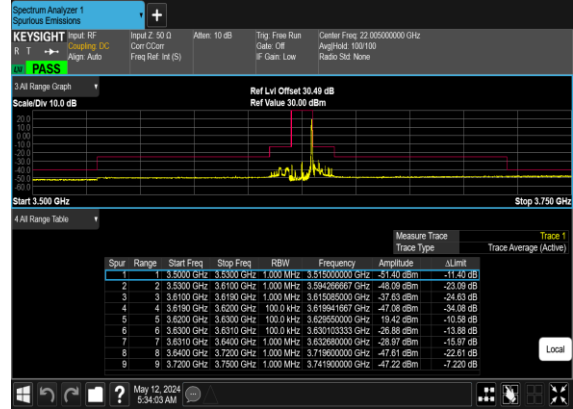 Spectrum Analyzer 1
Spurious Emissions
KEYSIGHT Input: RF Input Z: 50 Ω Atten: 10 dB Trig: Free Run Center Freq: 22.005000000 GHz
R T Coupling: DC Corr CCorr Gate: Off Avg|Hold: 100/100
Align: Auto Freq Ref: Int (S) IF Gain: Low Radio Std: None
PASS
3 All Range Graph
Ref Lvl Offset 30.49 dB
Scale/Div 10.0 dB Ref Value 30.00 dBm
20.0
10.0
0.00
-10.0
-20.0
-30.0
-40.0
-50.0
-60.0
Start 3.500 GHz Stop 3.750 GHz
4 All Range Table
Measure Trace Trace 1
Trace Type Trace Average (Active)
Spur Range Start Freq Stop Freq RBW Frequency Amplitude ΔLimit
1 1 3.5000 GHz 3.5300 GHz 1.000 MHz 3.515000000 GHz -51.40 dBm -11.40 dB
2 2 3.5300 GHz 3.6100 GHz 1.000 MHz 3.594266667 GHz -48.09 dBm -23.09 dB
3 3 3.6100 GHz 3.6190 GHz 1.000 MHz 3.615085000 GHz -37.63 dBm -24.63 dB
4 4 3.6190 GHz 3.6200 GHz 100.0 kHz 3.619941667 GHz -47.08 dBm -34.08 dB
5 5 3.6200 GHz 3.6300 GHz 100.0 kHz 3.629550000 GHz 19.42 dBm -10.58 dB
6 6 3.6300 GHz 3.6310 GHz 100.0 kHz 3.630103333 GHz -26.88 dBm -13.88 dB
7 7 3.6310 GHz 3.6400 GHz 1.000 MHz 3.632680000 GHz -28.97 dBm -15.97 dB
8 8 3.6400 GHz 3.7200 GHz 1.000 MHz 3.719600000 GHz -47.61 dBm -22.61 dB
9 9 3.7200 GHz 3.7500 GHz 1.000 MHz 3.741900000 GHz -47.22 dBm -7.220 dB
Local
May 12, 2024
5:34:03 AM